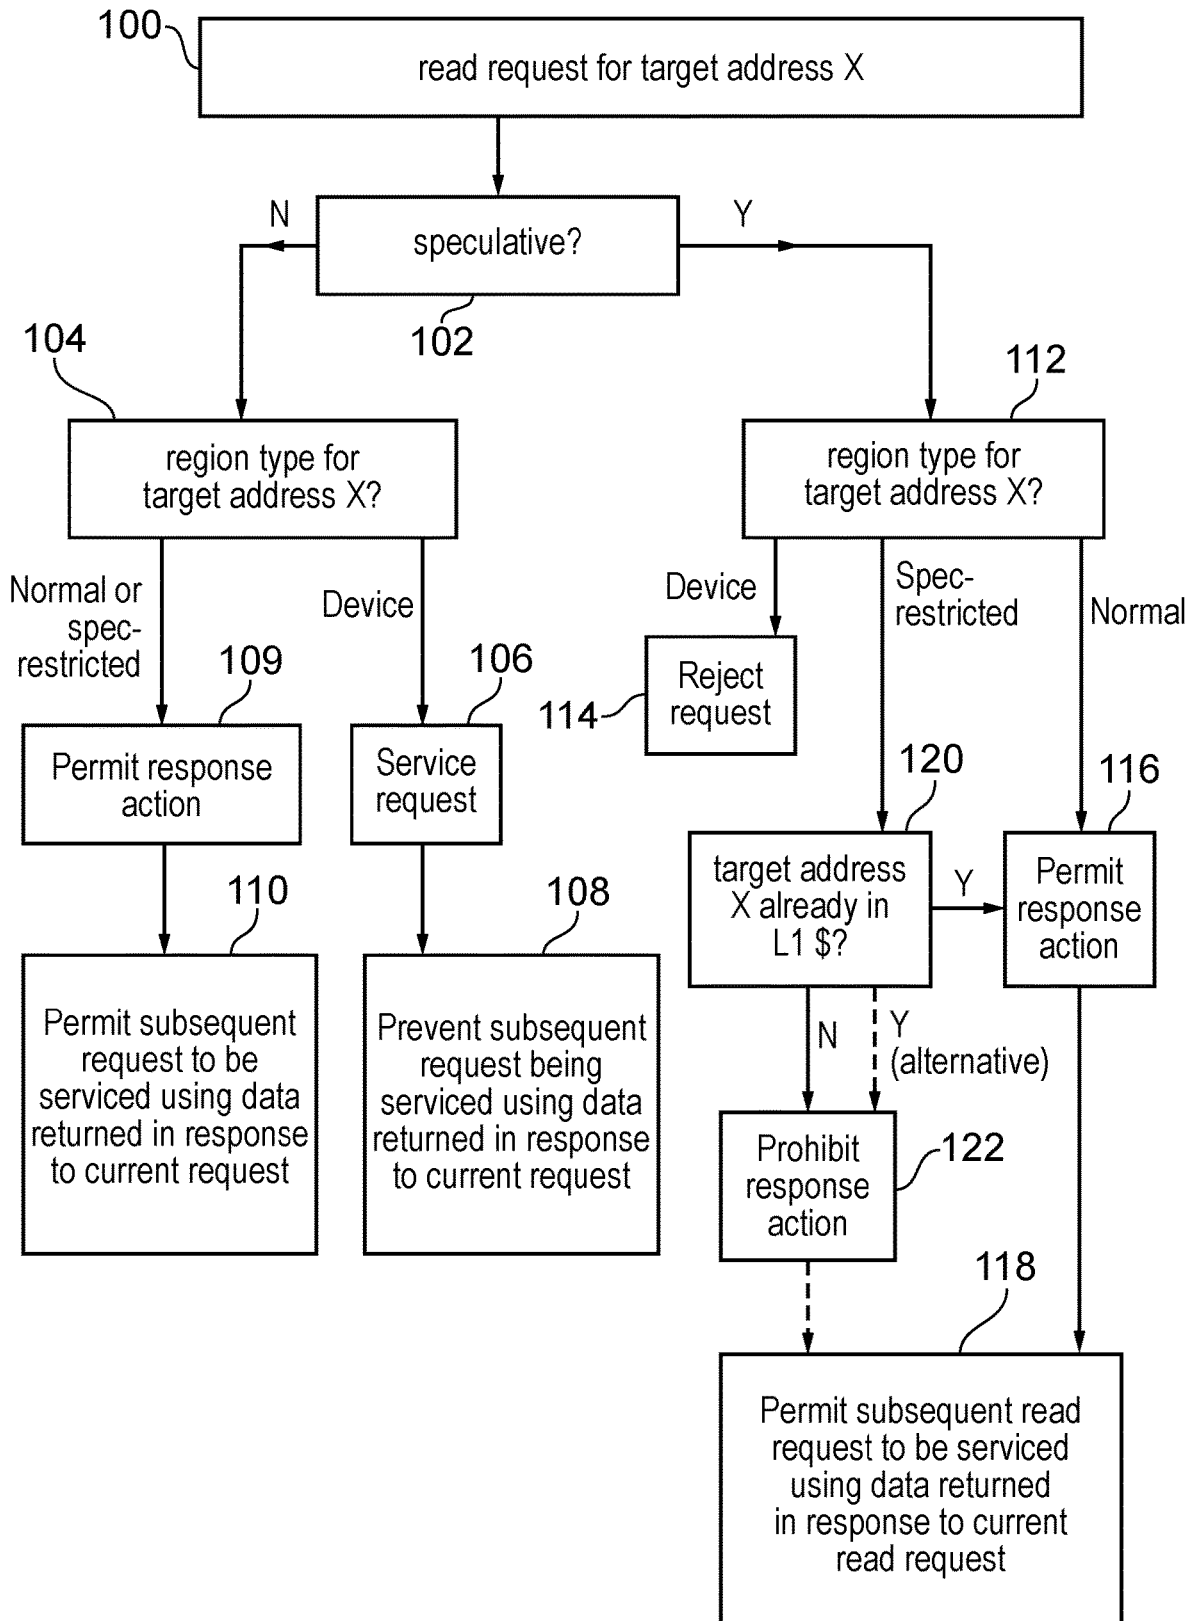 100
read request for target address X
N
speculative?
Y
102
104
112
region type for
target address X?
region type for
target address X?
Normal or
spec-
restricted
Device
Device
Spec-
restricted
Normal
109
106
114
Reject
request
Permit response
action
Service
request
120
116
target address
X already in
L1 $?
Y
Permit
response
action
110
108
Permit subsequent
request to be
serviced using data
returned in response
to current request
Prevent subsequent
request being
serviced using data
returned in response
to current request
N
Y
(alternative)
Prohibit
response
action
122
118
Permit subsequent read
request to be serviced
using data returned
in response to current
read request